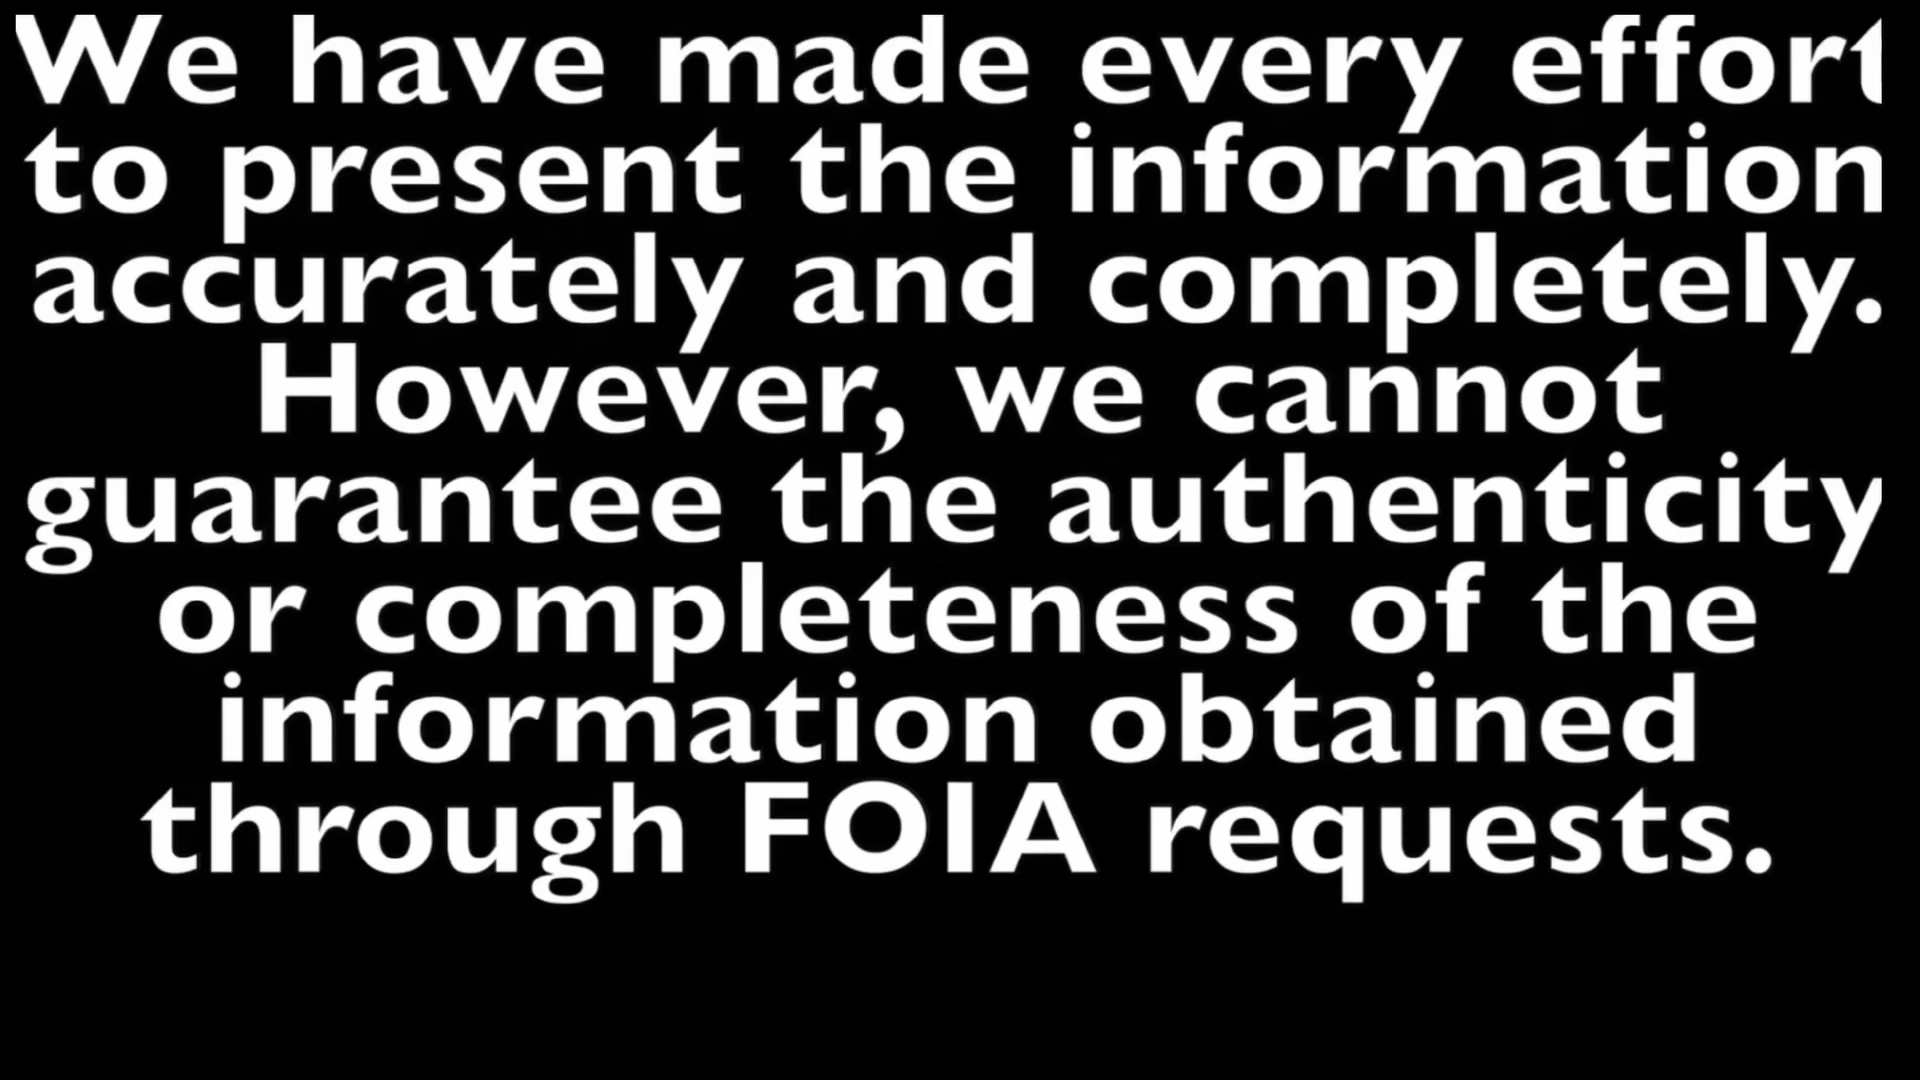 We have made every effort
to present the information
accurately and completely.
However, we cannot
guarantee the authenticity
or completeness of the
information obtained
through FOIA requests.